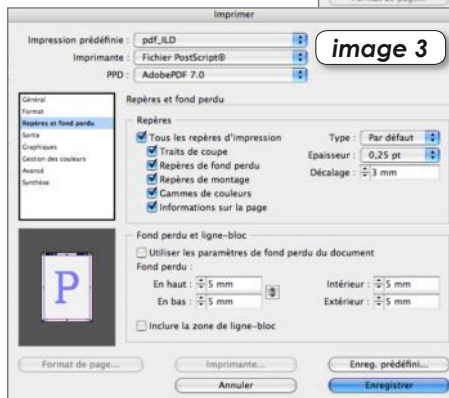 Format de page...
Imprimer
Impression prédéfinie : pdf_ILD
Imprimante : Fichier PostScript®
PPD : AdobePDF 7.0
image 3
Général
Format
Repères et fond perdu
Sortie
Graphiques
Gestion des couleurs
Avancé
Synthèse
Repères et fond perdu
Repères
Tous les repères d'impression
Traits de coupe
Repères de fond perdu
Repères de montage
Gammes de couleurs
Informations sur la page
Type : Par défaut
Epaisseur : 0,25 pt
Décalage : 3 mm
Fond perdu et ligne-bloc
Utiliser les paramètres de fond perdu du document
Fond perdu :
En haut : 5 mm Intérieur : 5 mm
En bas : 5 mm Extérieur : 5 mm
Inclure la zone de ligne-bloc
P
Format de page... Imprimante... Enreg. prédéfini...
Annuler Enregistrer